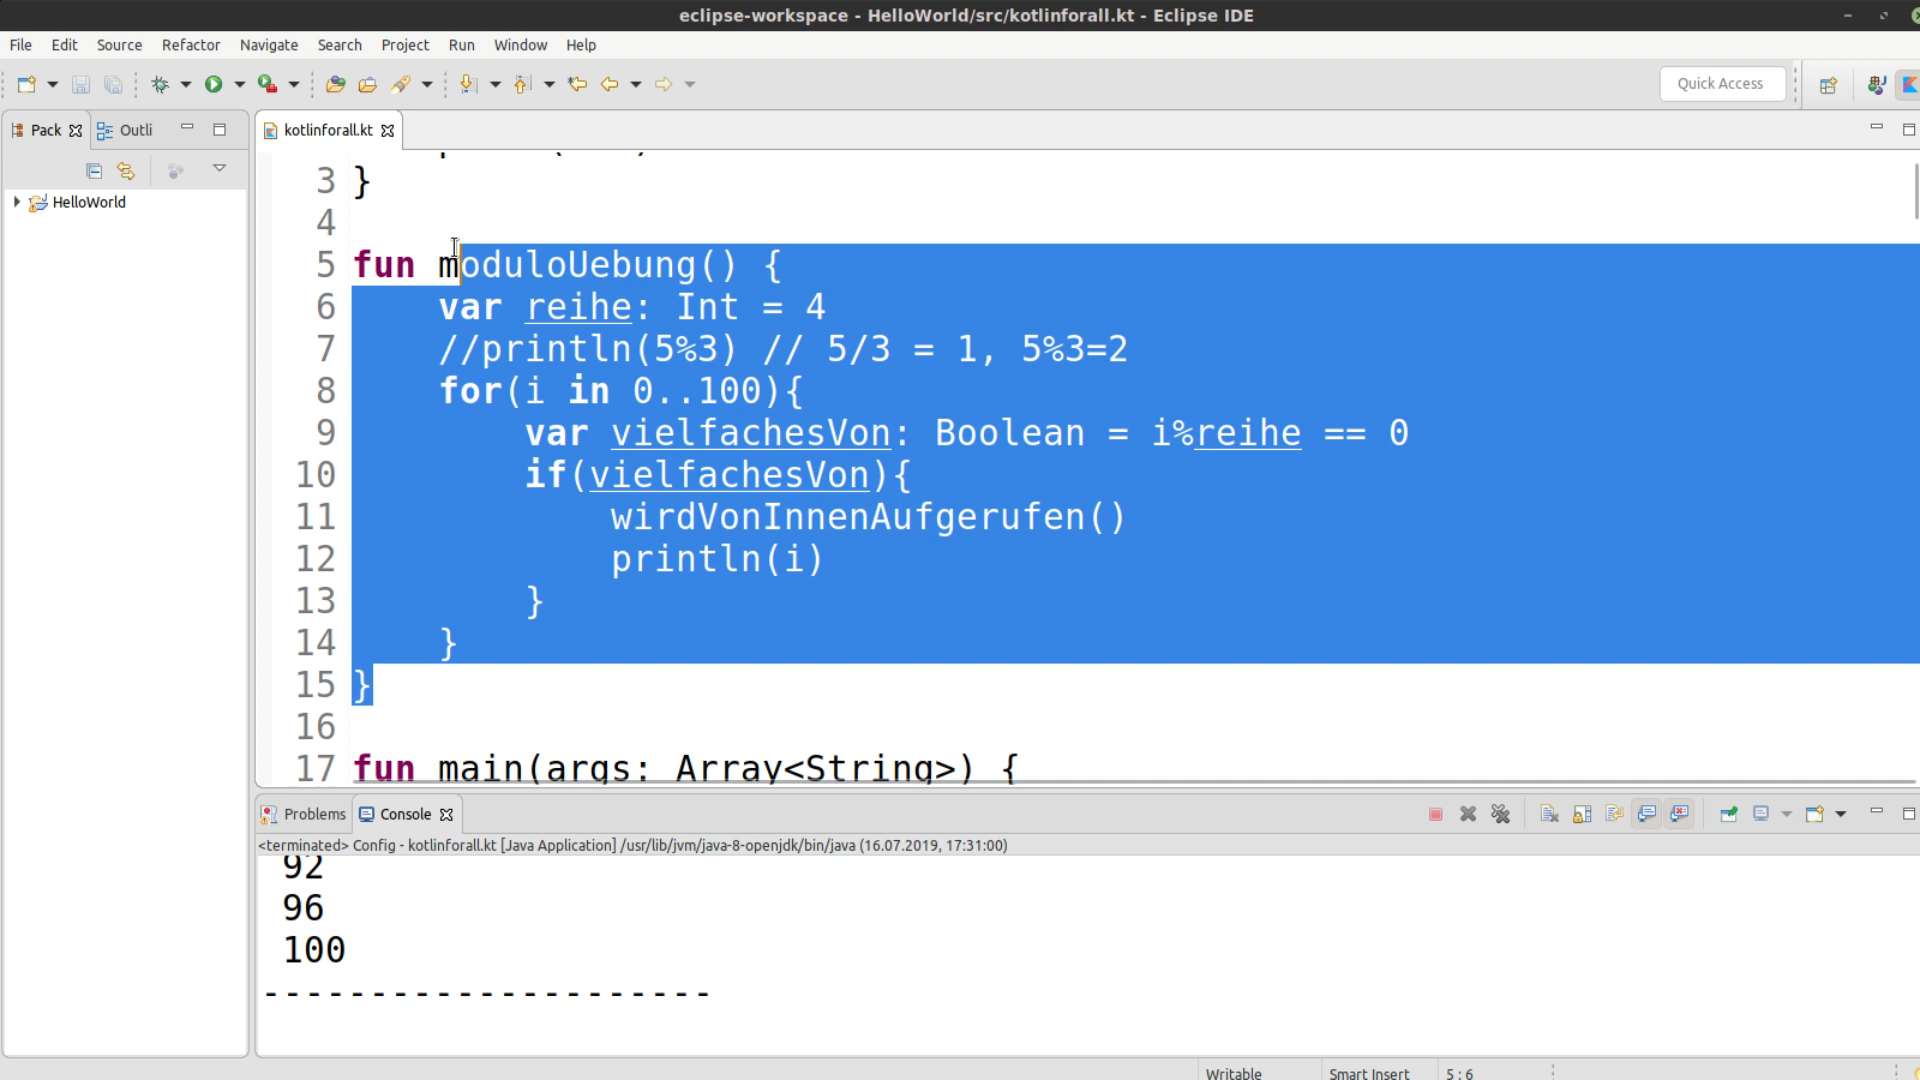 eclipse-workspace - HelloWorld/src/kotlinforall.kt - Eclipse IDE
File Edit Source Refactor Navigate Search Project Run Window Help
Quick Access
Pack Outli
kotlinforall.kt
HelloWorld
3 }
4
5 fun moduloUebung() {
6 var reihe: Int = 4
7 //println(5%3) // 5/3 = 1, 5%3=2
8 for(i in 0..100){
9 var vielfachesVon: Boolean = i%reihe == 0
10 if(vielfachesVon){
11 wirdVonInnenAufgerufen()
12 println(i)
13 }
14 }
15 }
16
17 fun main(args: Array<String>) {
Problems Console
<terminated> Config - kotlinforall.kt [Java Application] /usr/lib/jvm/java-8-openjdk/bin/java (16.07.2019, 17:31:00)
92
96
100
---------------------
Writable Smart Insert 5 : 6